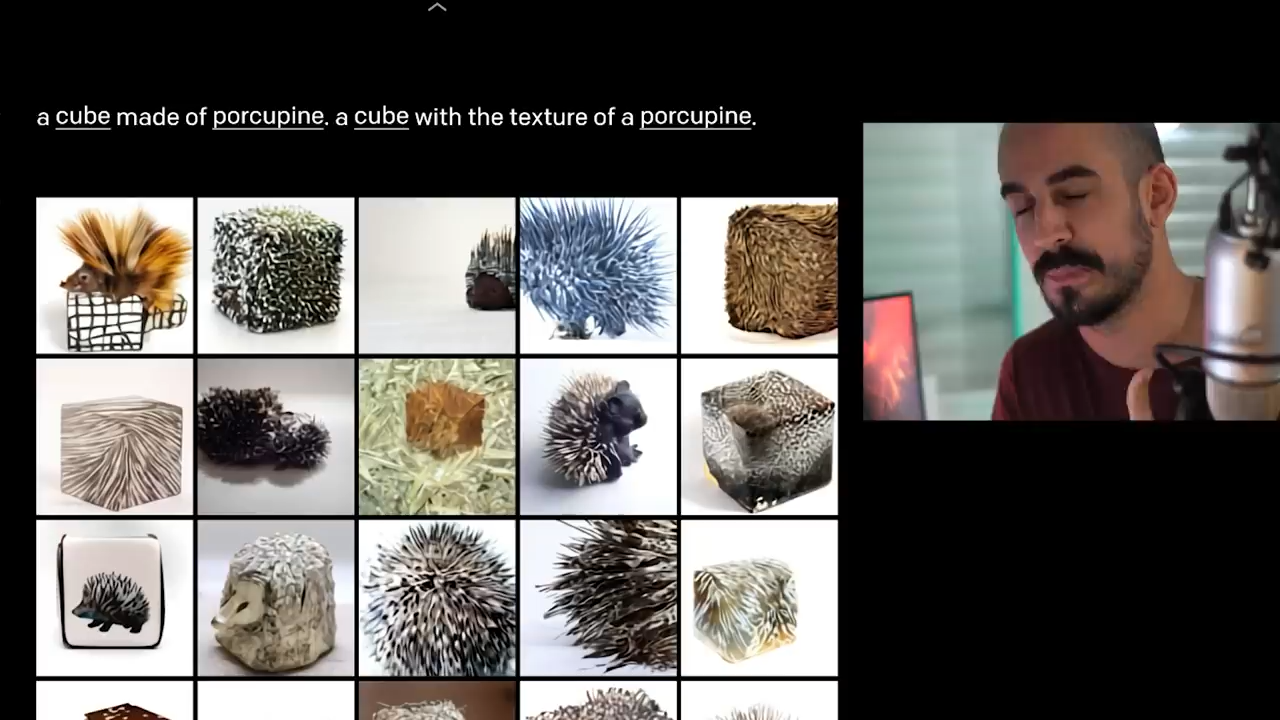 a cube made of porcupine. a cube with the texture of a porcupine.